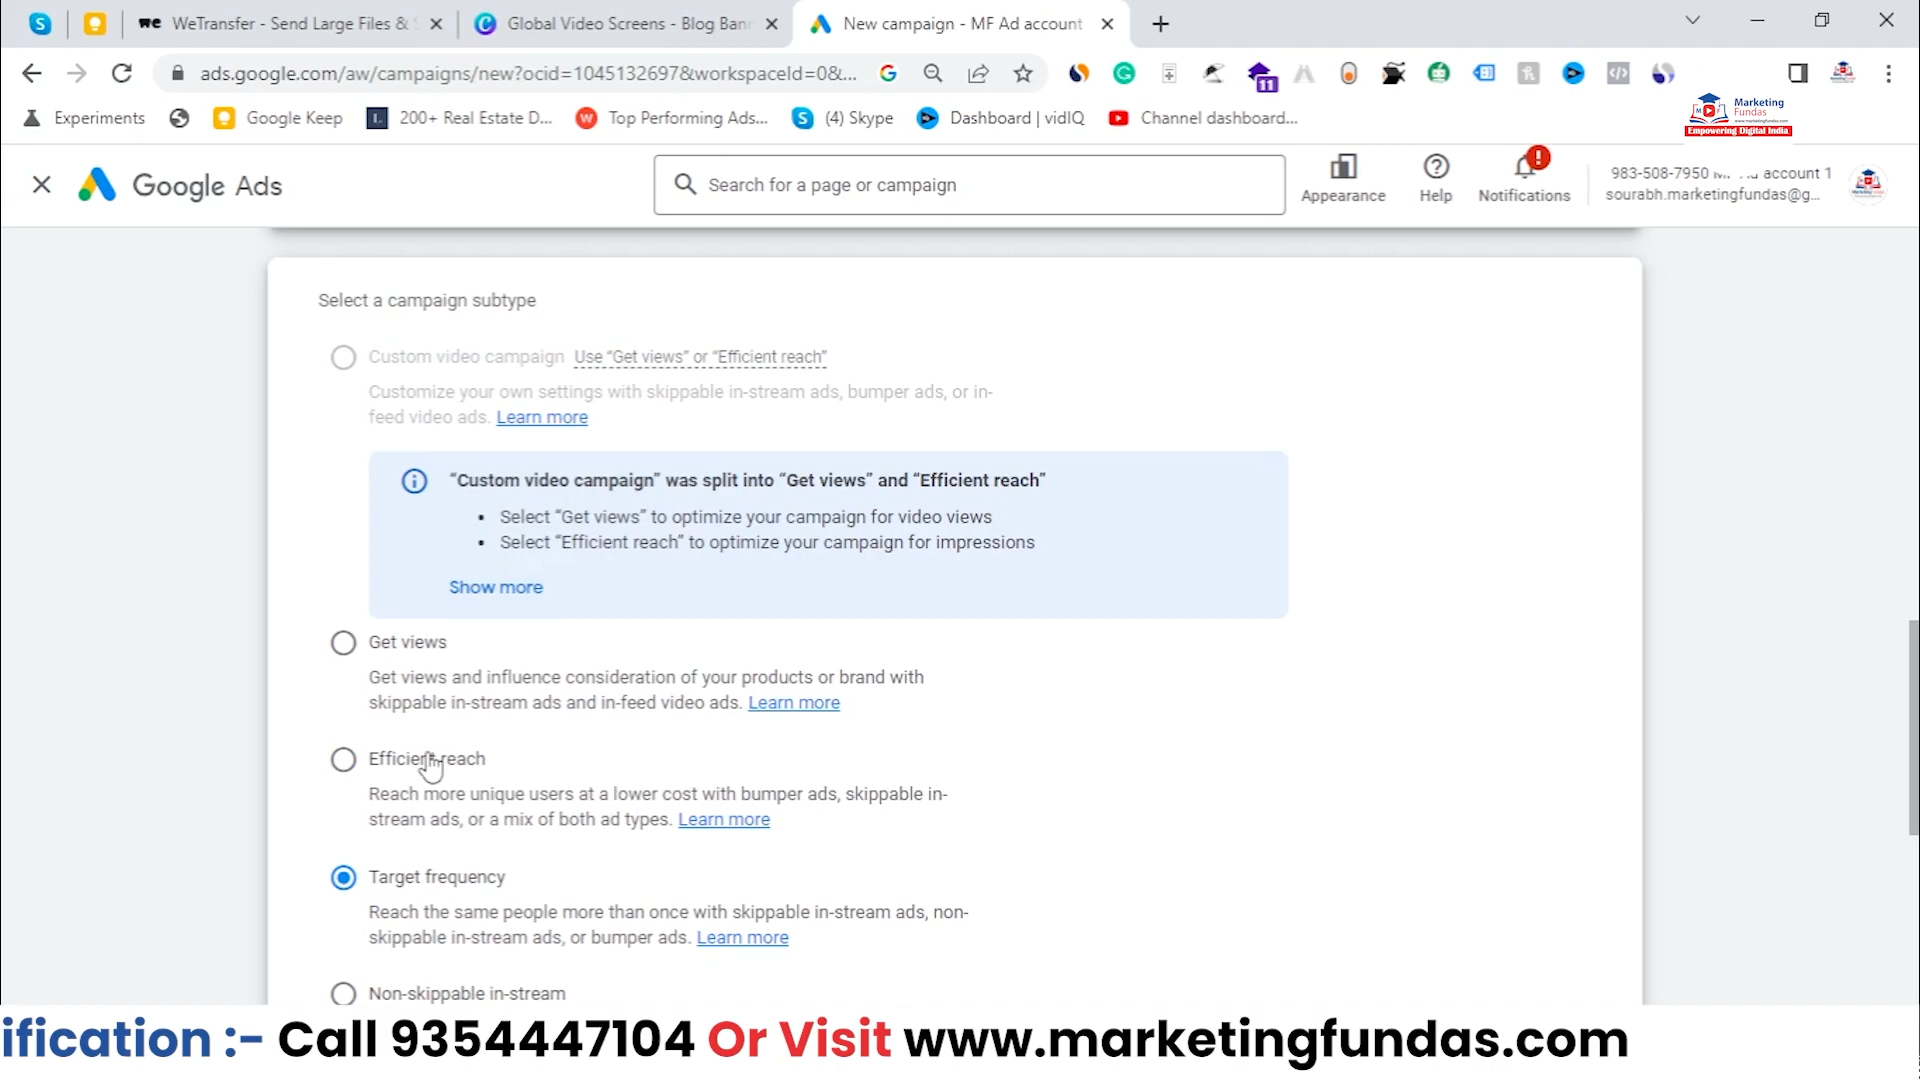 WeTransfer - Send Large Files & S
Global Video Screens - Blog Bann
New campaign - MF Ad account
ads.google.com/aw/campaigns/new?ocid=1045132697&workspaceId=0&...
11
Experiments
Google Keep
200+ Real Estate D...
Top Performing Ads...
(4) Skype
Dashboard | vidIQ
Channel dashboard...
Marketing
Fundas
www.marketingfundas.com
Empowering Digital India
Google Ads
Search for a page or campaign
Appearance
Help
Notifications
983-508-7950
account 1
sourabh.marketingfundas@g...
Select a campaign subtype
Custom video campaign Use “Get views” or “Efficient reach”
Customize your own settings with skippable in-stream ads, bumper ads, or in-
feed video ads. Learn more
“Custom video campaign” was split into “Get views” and “Efficient reach”
• Select “Get views” to optimize your campaign for video views
• Select “Efficient reach” to optimize your campaign for impressions
Show more
Get views
Get views and influence consideration of your products or brand with
skippable in-stream ads and in-feed video ads. Learn more
Efficient reach
Reach more unique users at a lower cost with bumper ads, skippable in-
stream ads, or a mix of both ad types. Learn more
Target frequency
Reach the same people more than once with skippable in-stream ads, non-
skippable in-stream ads, or bumper ads. Learn more
Non-skippable in-stream
ification :- Call 9354447104 Or Visit www.marketingfundas.com